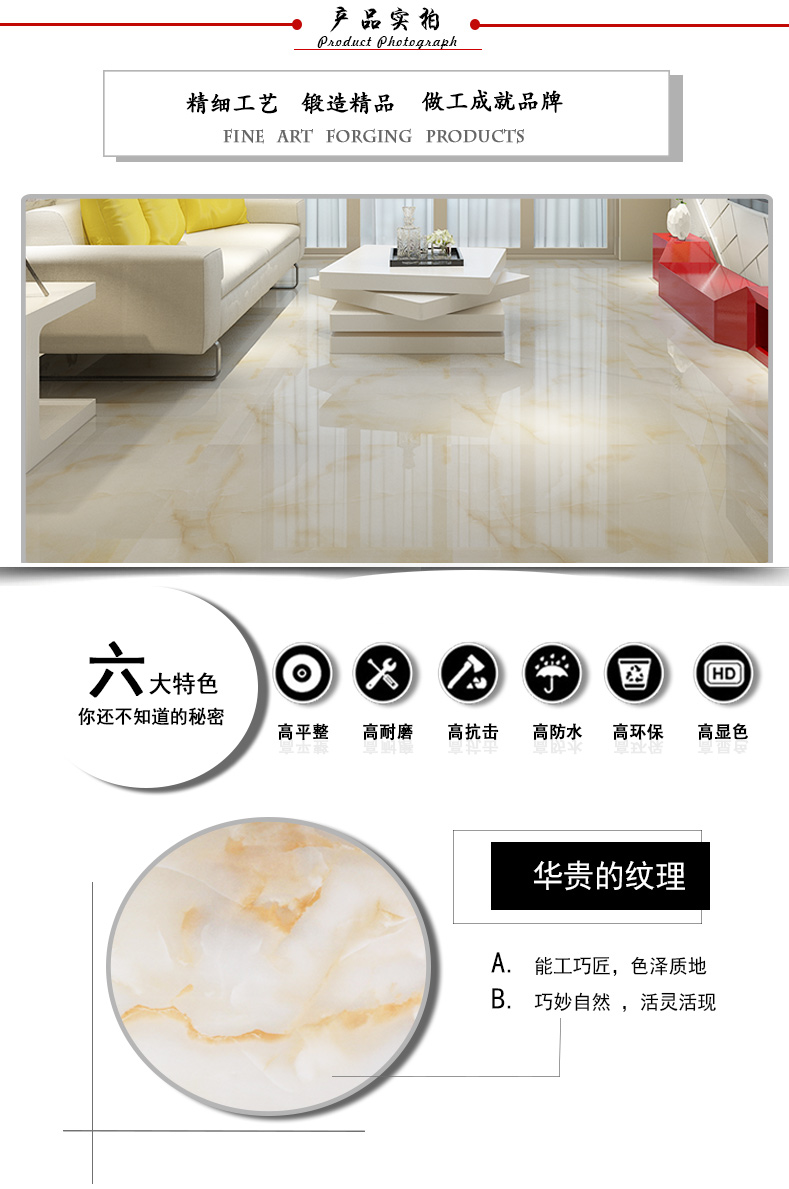 产品实拍
Product Photograph
精细工艺 锻造精品 做工成就品牌
FINE ART FORGING PRODUCTS
六大特色
你还不知道的秘密
HD
高平整 高耐磨 高抗击 高防水 高环保 高显色
华贵的纹理
A. 能工巧匠，色泽质地
B. 巧妙自然 ，活灵活现